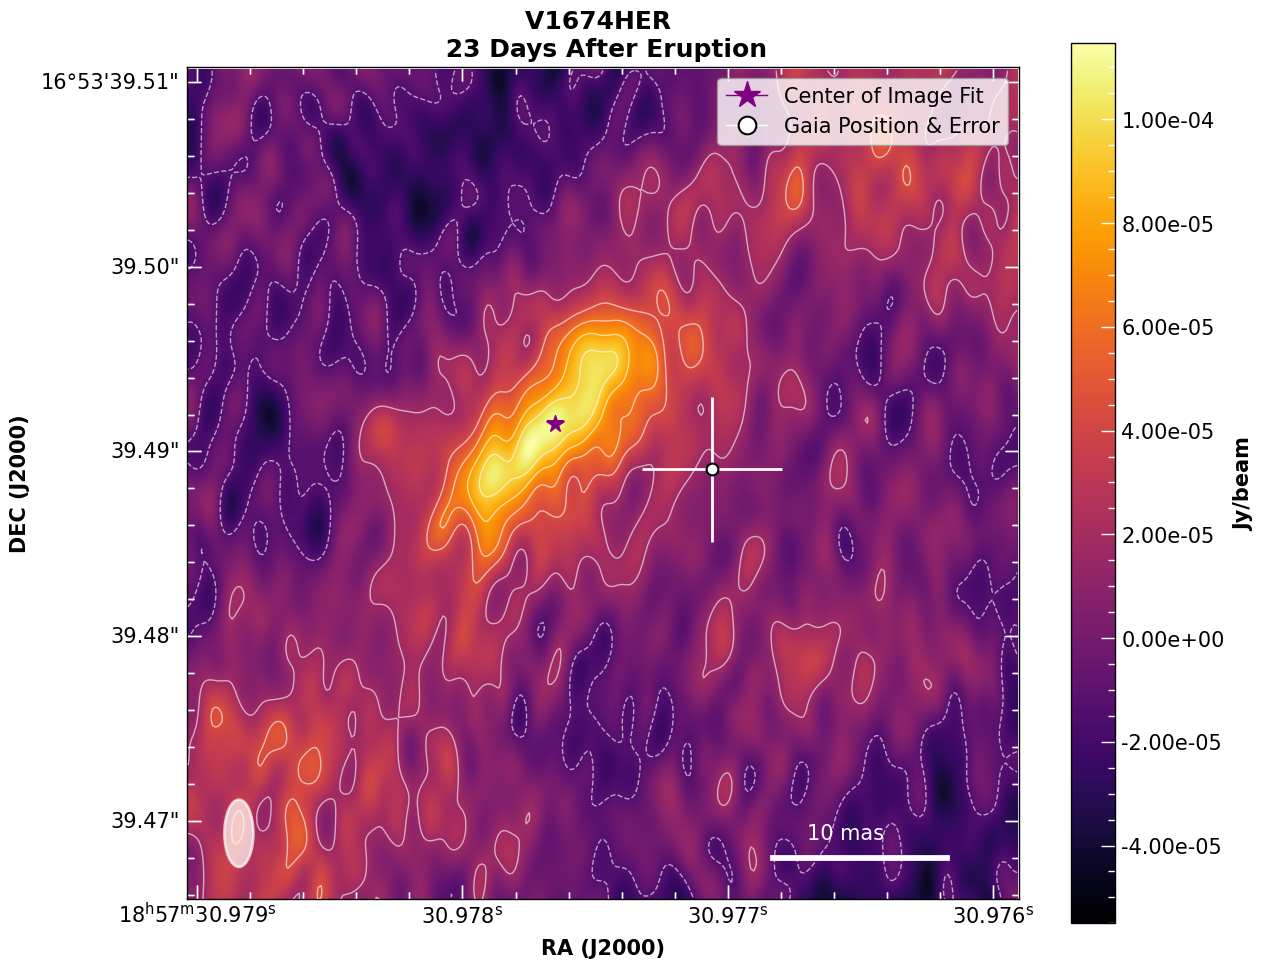 V1674HER
23 Days After Eruption
Center of Image Fit
Gaia Position & Error
16°53'39.51"
39.50"
39.49"
39.48"
39.47"
DEC (J2000)
10 mas
18ʰ57ᵐ30.979ˢ
30.978ˢ
30.977ˢ
30.976ˢ
RA (J2000)
1.00e-04
8.00e-05
6.00e-05
4.00e-05
2.00e-05
0.00e+00
-2.00e-05
-4.00e-05
Jy/beam